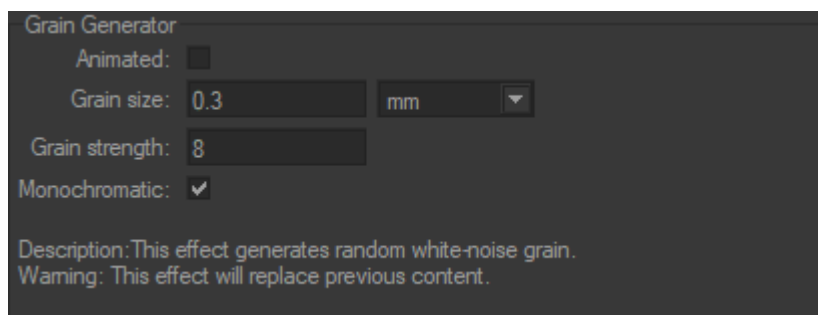 Grain Generator
Animated:
Grain size: 0.3 mm
Grain strength: 8
Monochromatic:
Description:This effect generates random white-noise grain.
Warning: This effect will replace previous content.